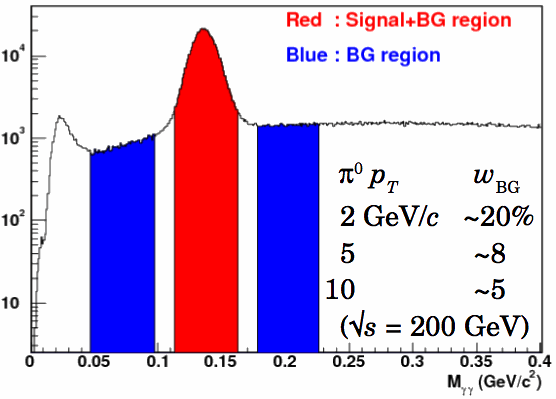 Red : Signal+BG region
Blue : BG region
10⁴
10³
10²
10
π⁰ p_T w_BG
2 GeV/c ~20%
5 ~8
10 ~5
(√s = 200 GeV)
0 0.05 0.1 0.15 0.2 0.25 0.3 0.35 0.4
M_γγ (GeV/c²)